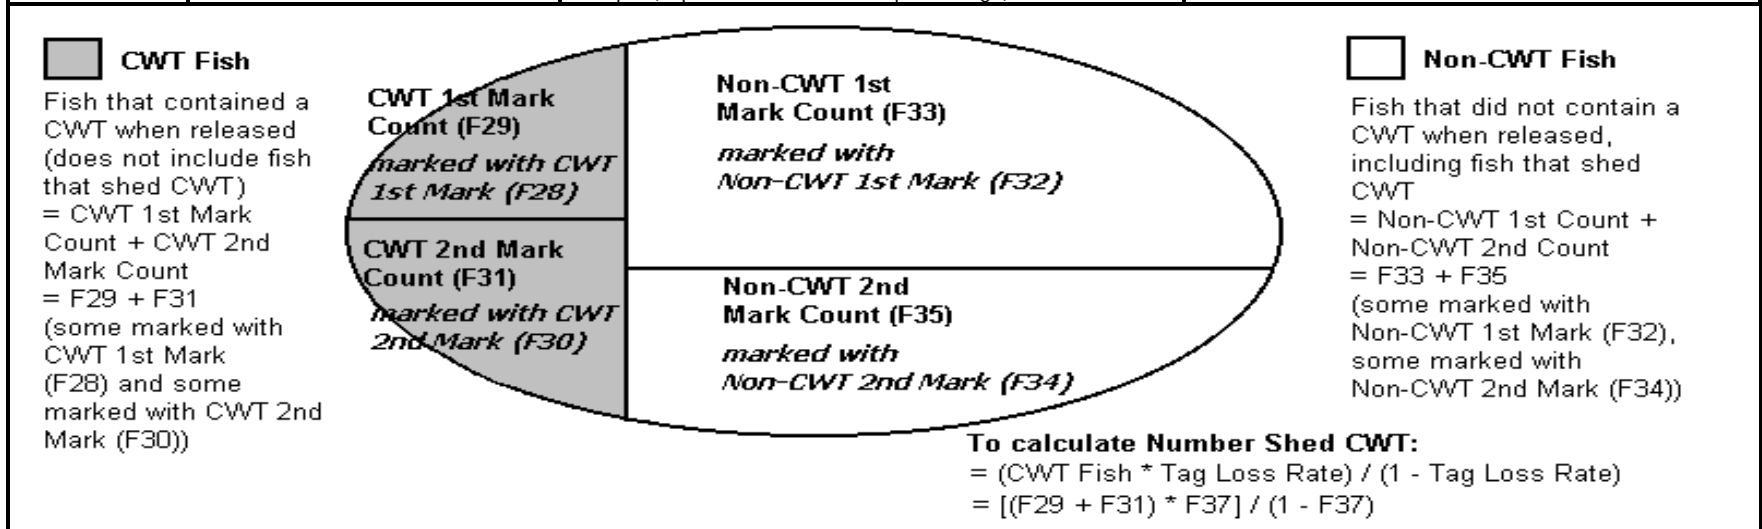 CWT Fish
Fish that contained a
CWT when released
(does not include fish
that shed CWT)
= CWT 1st Mark
Count + CWT 2nd
Mark Count
= F29 + F31
(some marked with
CWT 1st Mark
(F28) and some
marked with CWT 2nd
Mark (F30))
CWT 1st Mark
Count (F29)
marked with CWT
1st Mark (F28)
CWT 2nd Mark
Count (F31)
marked with CWT
2nd Mark (F30)
Non-CWT 1st
Mark Count (F33)
marked with
Non-CWT 1st Mark (F32)
Non-CWT 2nd
Mark Count (F35)
marked with
Non-CWT 2nd Mark (F34)
Non-CWT Fish
Fish that did not contain a
CWT when released,
including fish that shed
CWT
= Non-CWT 1st Count +
Non-CWT 2nd Count
= F33 + F35
(some marked with
Non-CWT 1st Mark (F32),
some marked with
Non-CWT 2nd Mark (F34))
To calculate Number Shed CWT:
= (CWT Fish * Tag Loss Rate) / (1 - Tag Loss Rate)
= [(F29 + F31) * F37] / (1 - F37)